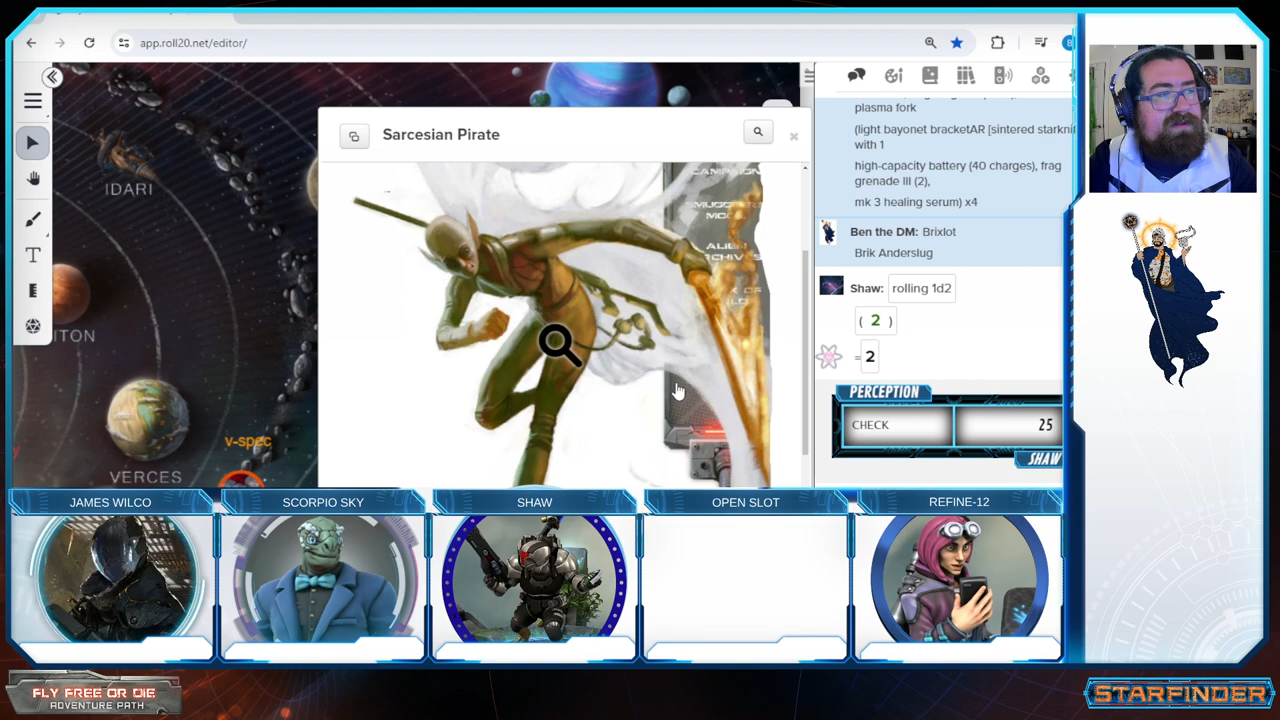 app.roll20.net/editor/
B
Sarcesian Pirate
IDARI
ITON
v-spec
VERCES
y
plasma fork
(light bayonet bracketAR [sintered starkni
with 1
high-capacity battery (40 charges), frag
grenade III (2),
mk 3 healing serum) x4
Ben the DM: Brixlot
Brik Anderslug
Shaw: rolling 1d2
( 2 )
= 2
PERCEPTION
CHECK 25
SHAW
JAMES WILCO
SCORPIO SKY
SHAW
OPEN SLOT
REFINE-12
FLY FREE OR DIE
ADVENTURE PATH
STARFINDER